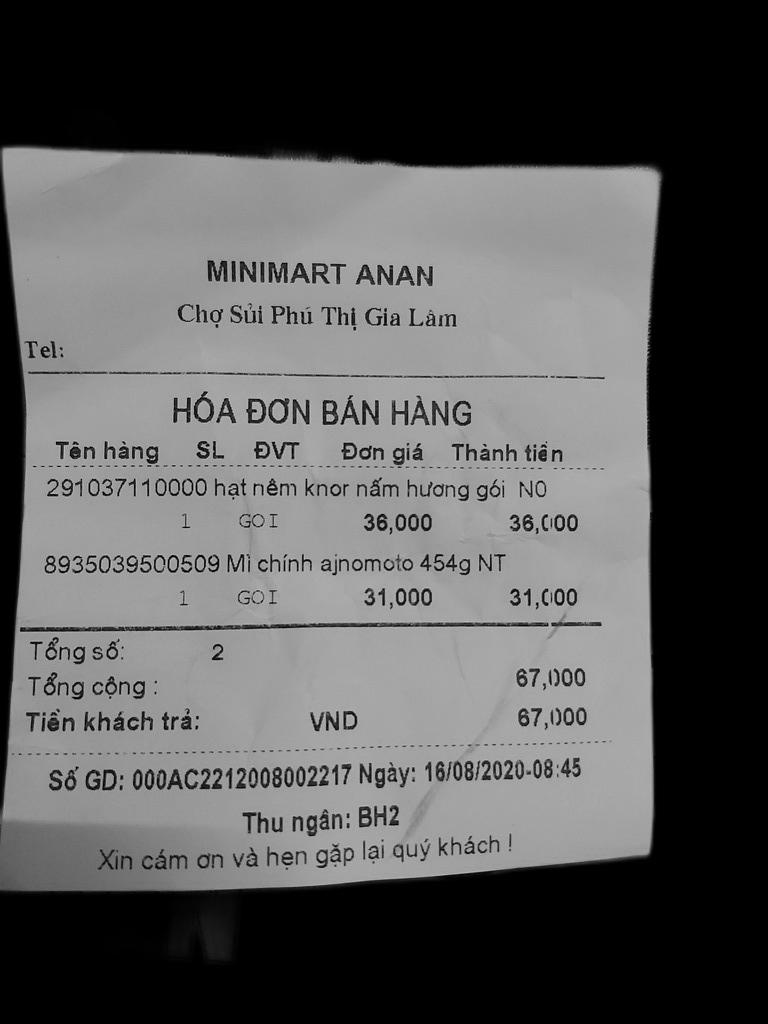 MINIMART ANAN
Chợ Sủi Phú Thị Gia Lâm
Tel:
HÓA ĐƠN BÁN HÀNG
Tên hàng SL ĐVT Đơn giá Thành tiền
291037110000 hạt nêm knor nấm hương gói N0
1 GOI 36,000 36,000
8935039500509 Mì chính ajnomoto 454g NT
1 GOI 31,000 31,000
Tổng số: 2
Tổng cộng : 67,000
Tiền khách trả: VND 67,000
Số GD: 000AC2212008002217 Ngày: 16/08/2020-08:45
Thu ngân: BH2
Xin cám ơn và hẹn gặp lại quý khách !